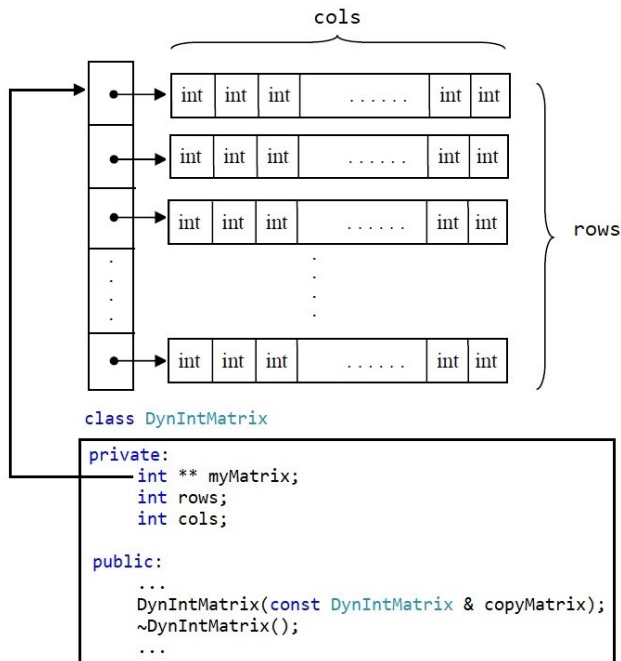 cols
int int int ...... int int
int int int ...... int int
int int int ...... int int
rows
int int int ...... int int
class DynIntMatrix
private:
int ** myMatrix;
int rows;
int cols;
public:
...
DynIntMatrix(const DynIntMatrix & copyMatrix);
~DynIntMatrix();
...